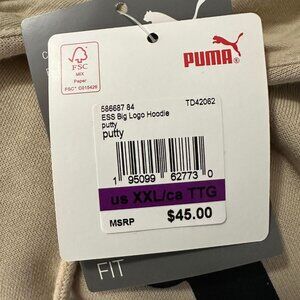 FSC
MIX
Paper
FSC® C015426
PUMA
586687 84
TD42062
ESS Big Logo Hoodie
putty
putty
1 95099 62773 0
us XXL/ca TTG
MSRP
$45.00
FIT